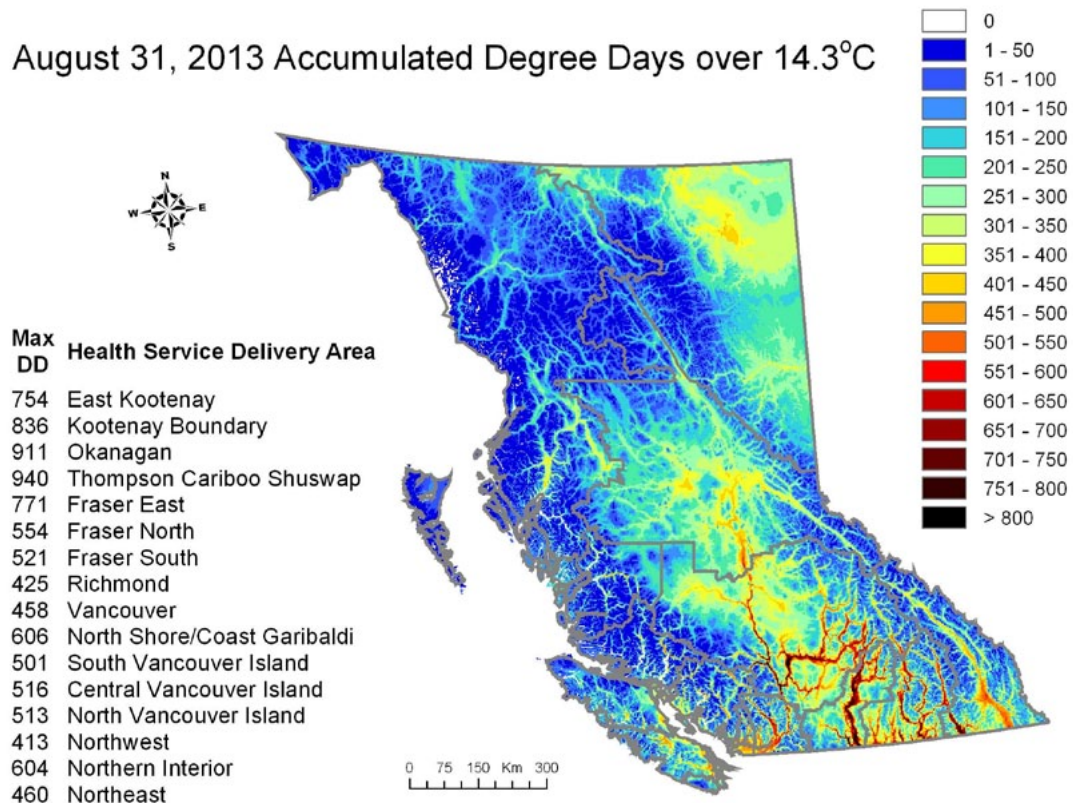 August 31, 2013 Accumulated Degree Days over 14.3°C
0
1 - 50
51 - 100
101 - 150
151 - 200
201 - 250
251 - 300
301 - 350
351 - 400
401 - 450
451 - 500
501 - 550
551 - 600
601 - 650
651 - 700
701 - 750
751 - 800
> 800
N
W E
S
Max DD Health Service Delivery Area
754 East Kootenay
836 Kootenay Boundary
911 Okanagan
940 Thompson Cariboo Shuswap
771 Fraser East
554 Fraser North
521 Fraser South
425 Richmond
458 Vancouver
606 North Shore/Coast Garibaldi
501 South Vancouver Island
516 Central Vancouver Island
513 North Vancouver Island
413 Northwest
604 Northern Interior
460 Northeast
0 75 150 Km 300